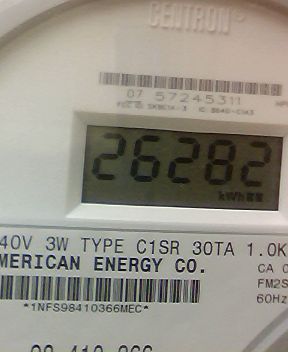 CENTRON®
07 57245311
26282
kWh
40V 3W TYPE C1SR 30TA 1.0K
MERICAN ENERGY CO.
CA 0
FM2S
60Hz
*1NFS98410366MEC*